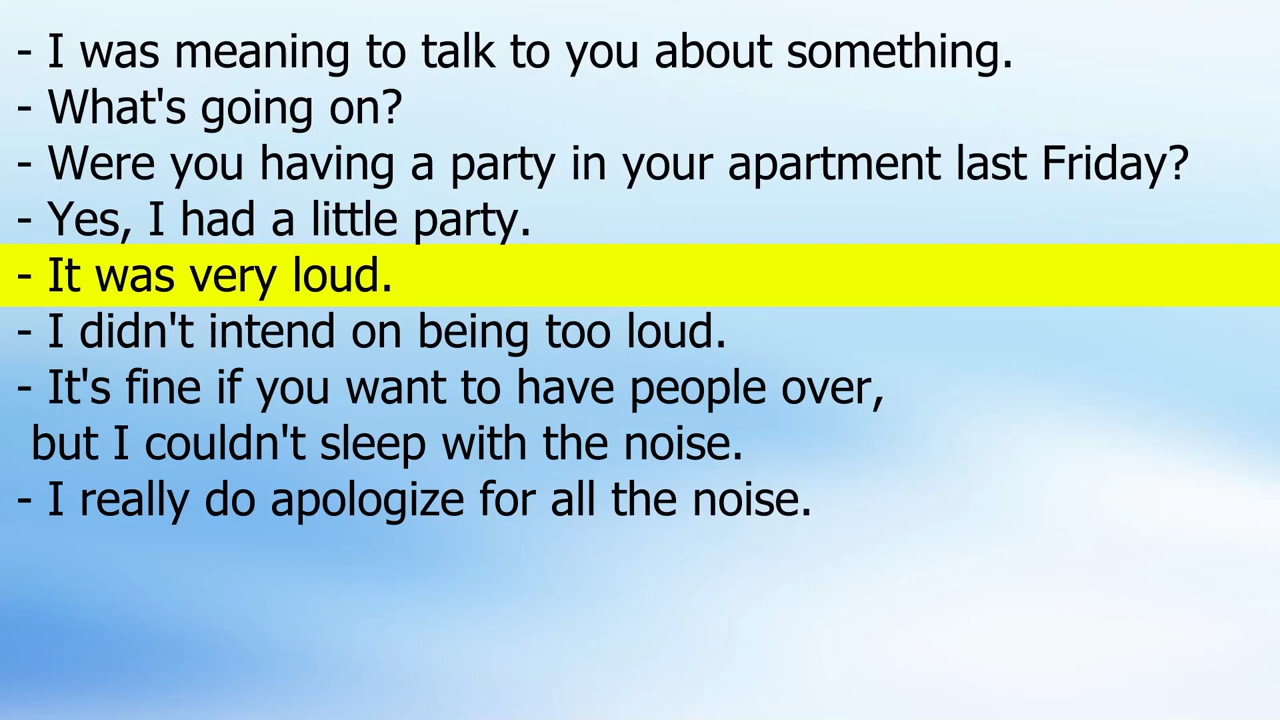 - I was meaning to talk to you about something.
- What's going on?
- Were you having a party in your apartment last Friday?
- Yes, I had a little party.
- It was very loud.
- I didn't intend on being too loud.
- It's fine if you want to have people over,
but I couldn't sleep with the noise.
- I really do apologize for all the noise.